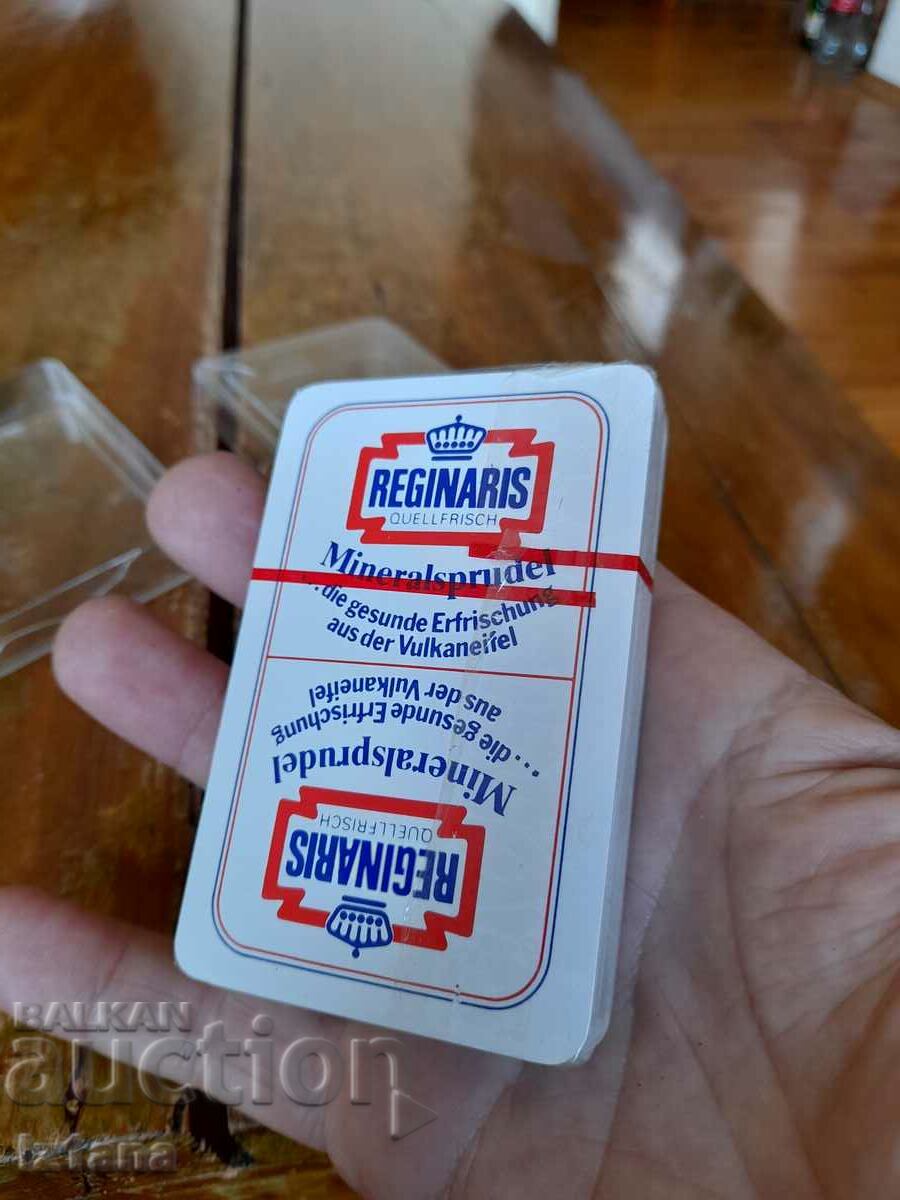 REGINARIS
QUELLFRISCH
Mineralsprudel
...die gesunde Erfrischung
aus der Vulkaneifel
aus der Vulkaneifel
...die gesunde Erfrischung
Mineralsprudel
QUELLFRISCH
REGINARIS
BALKAN
auction
Izfana